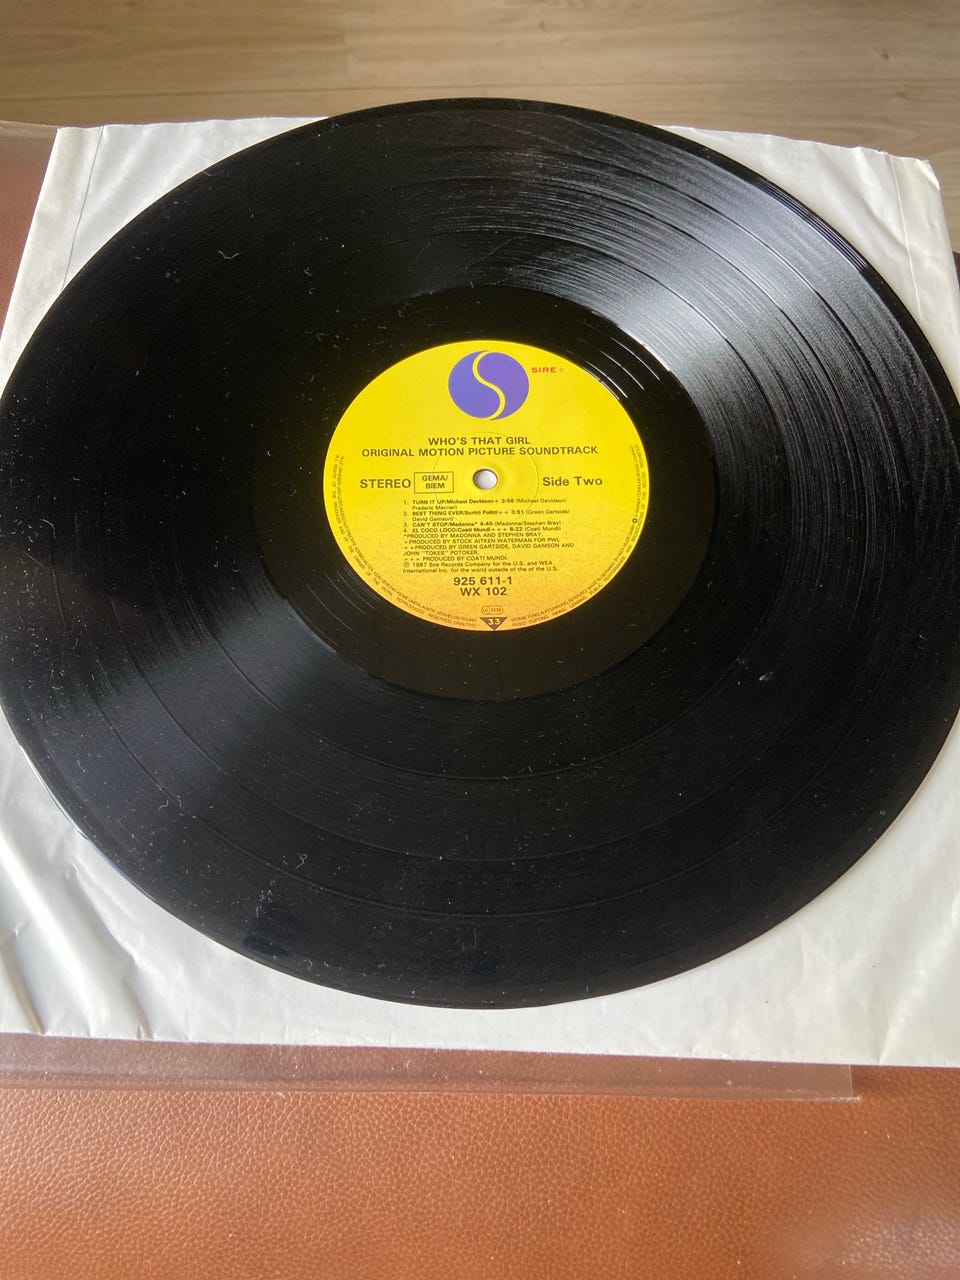 SIRE®
WHO'S THAT GIRL
ORIGINAL MOTION PICTURE SOUNDTRACK
STEREO GEMA/BIEM Side Two
1. TURN IT UP/Michael Davidson + 3:56 (Michael Davidson/
Frederic Mercier)
2. BEST THING EVER/Scritti Politti + + 3:51 (Green Gartside/
David Gamson)
3. CAN'T STOP/Madonna* 4:45 (Madonna/Stephen Bray)
4. EL COCO LOCO/Coati Mundi + + + 6:22 (Coati Mundi)
*PRODUCED BY MADONNA AND STEPHEN BRAY.
+PRODUCED BY STOCK AITKEN WATERMAN FOR PWL
++PRODUCED BY GREEN GARTSIDE, DAVID GAMSON AND
JOHN "TOKES" POTOKER.
+++ PRODUCED BY COATI MUNDI.
℗ 1987 Sire Records Company for the U.S. and WEA
International Inc. for the world outside of the of the U.S.
925 611-1
WX 102
33